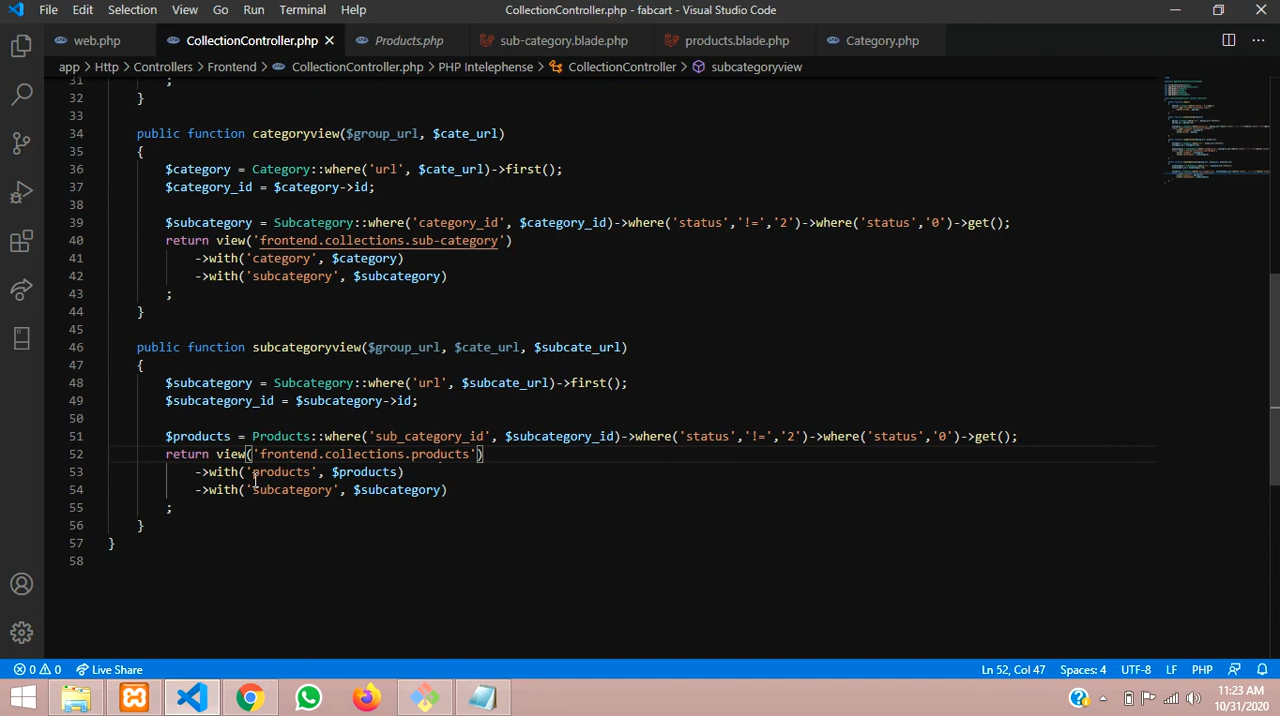 File Edit Selection View Go Run Terminal Help CollectionController.php - fabcart - Visual Studio Code
web.php CollectionController.php × Products.php sub-category.blade.php products.blade.php Category.php
app > Http > Controllers > Frontend > CollectionController.php > PHP Intelephense > CollectionController > subcategoryview
31 ;
32 }
33
34 public function categoryview($group_url, $cate_url)
35 {
36 $category = Category::where('url', $cate_url)->first();
37 $category_id = $category->id;
38
39 $subcategory = Subcategory::where('category_id', $category_id)->where('status','!=','2')->where('status','0')->get();
40 return view('frontend.collections.sub-category')
41 ->with('category', $category)
42 ->with('subcategory', $subcategory)
43 ;
44 }
45
46 public function subcategoryview($group_url, $cate_url, $subcate_url)
47 {
48 $subcategory = Subcategory::where('url', $subcate_url)->first();
49 $subcategory_id = $subcategory->id;
50
51 $products = Products::where('sub_category_id', $subcategory_id)->where('status','!=','2')->where('status','0')->get();
52 return view('frontend.collections.products')
53 ->with('products', $products)
54 ->with('subcategory', $subcategory)
55 ;
56 }
57 }
58
0 0 Live Share Ln 52, Col 47 Spaces: 4 UTF-8 LF PHP
11:23 AM
10/31/2020